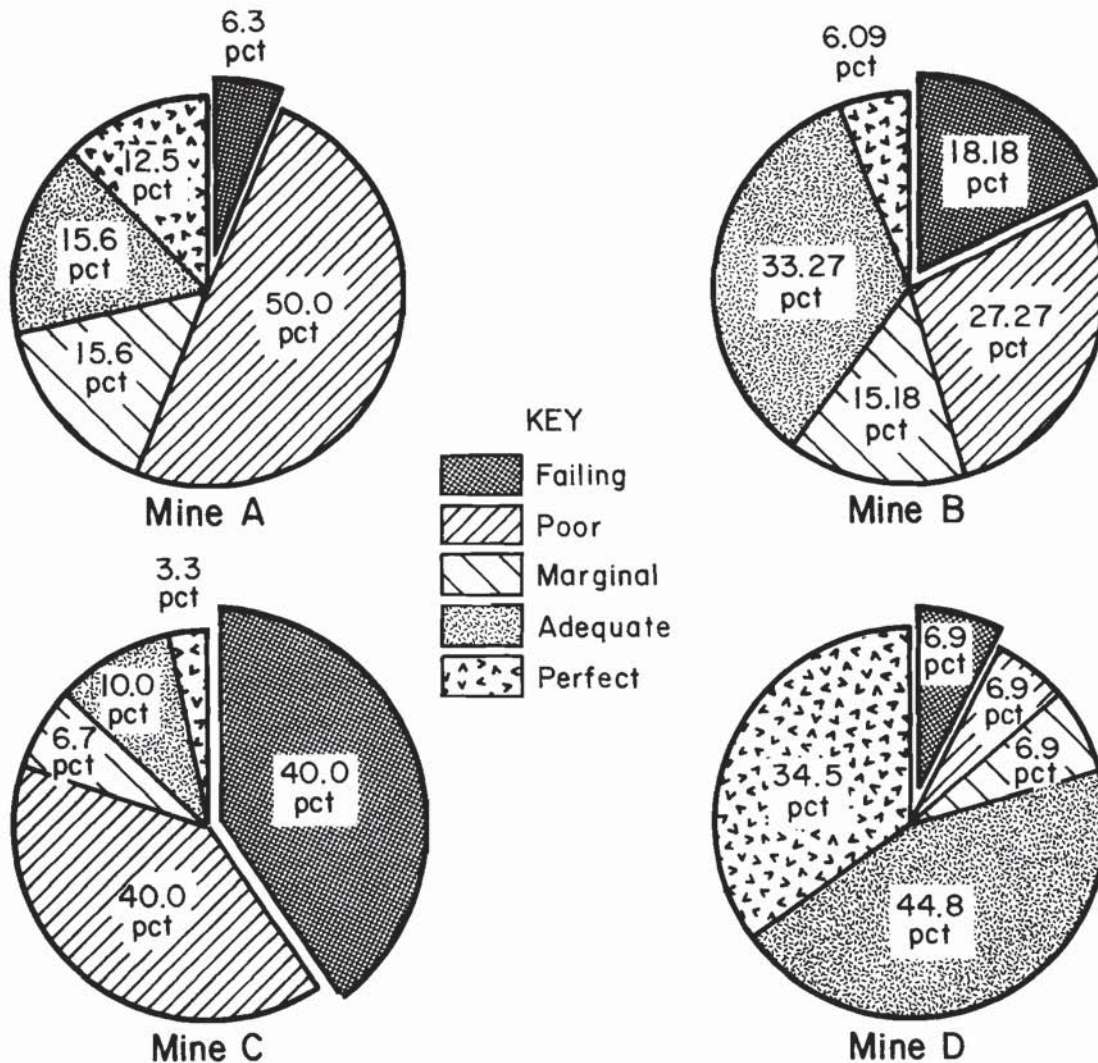 6.3
pct
12.5
pct
15.6
pct
15.6
pct
50.0
pct
Mine A
6.09
pct
18.18
pct
33.27
pct
27.27
pct
15.18
pct
Mine B
KEY
Failing
Poor
Marginal
Adequate
Perfect
3.3
pct
10.0
pct
6.7
pct
40.0
pct
40.0
pct
Mine C
6.9
pct
6.9
pct
6.9
pct
34.5
pct
44.8
pct
Mine D